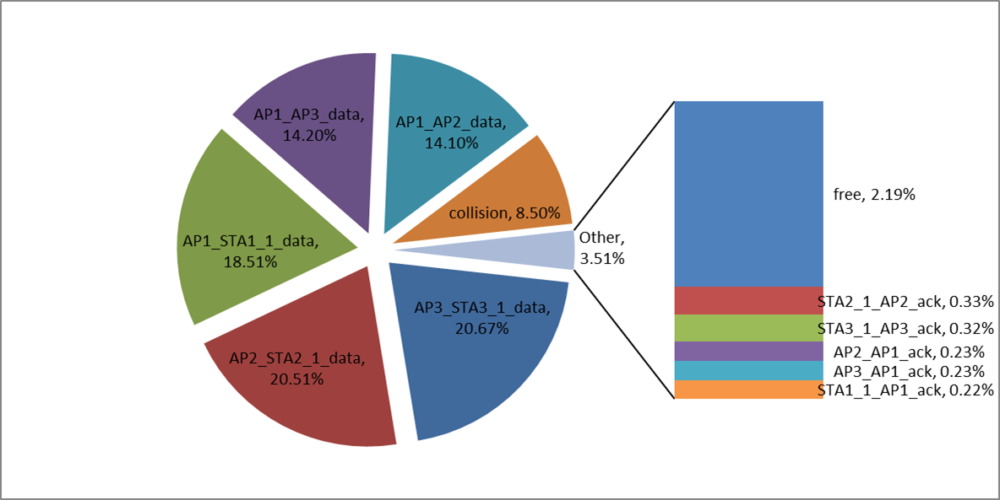 AP1_AP3_data,
14.20%
AP1_AP2_data,
14.10%
collision, 8.50%
Other,
3.51%
AP1_STA1_1_data,
18.51%
AP3_STA3_1_data,
20.67%
AP2_STA2_1_data,
20.51%
free, 2.19%
STA2_1_AP2_ack, 0.33%
STA3_1_AP3_ack, 0.32%
AP2_AP1_ack, 0.23%
AP3_AP1_ack, 0.23%
STA1_1_AP1_ack, 0.22%